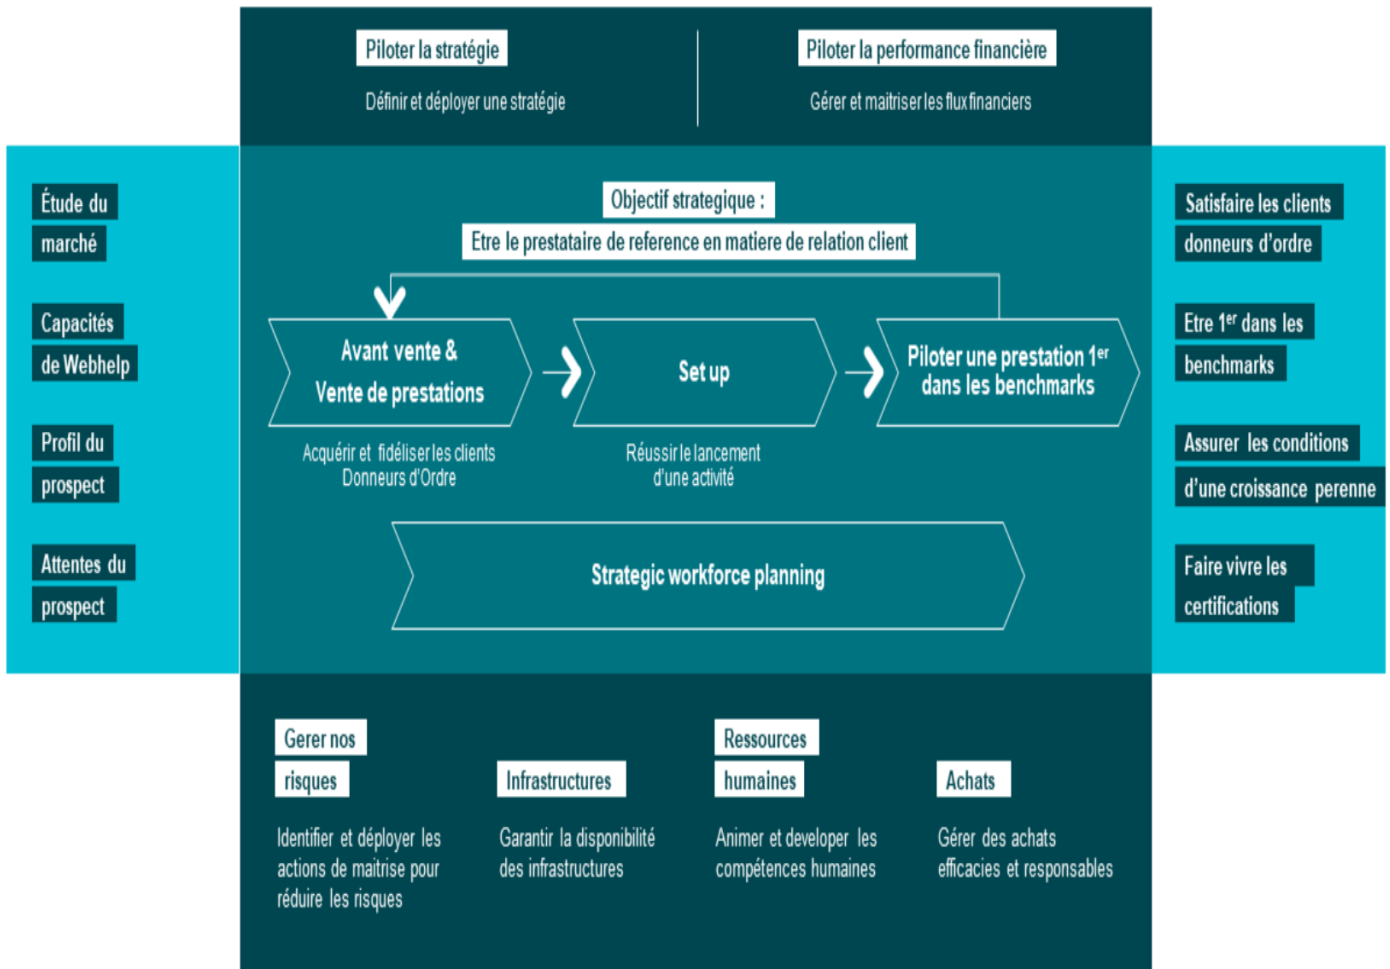 Piloter la stratégie
Définir et déployer une stratégie
Piloter la performance financière
Gérer et maitriser les flux financiers
Étude du
marché
Capacités
de Webhelp
Profil du
prospect
Attentes du
prospect
Objectif strategique :
Etre le prestataire de reference en matiere de relation client
Avant vente &
Vente de prestations
Acquérir et fidéliser les clients
Donneurs d'Ordre
Set up
Réussir le lancement
d'une activité
Piloter une prestation 1er
dans les benchmarks
Strategic workforce planning
Satisfaire les clients
donneurs d'ordre
Etre 1er dans les
benchmarks
Assurer les conditions
d'une croissance perenne
Faire vivre les
certifications
Gerer nos
risques
Identifier et déployer les
actions de maitrise pour
réduire les risques
Infrastructures
Garantir la disponibilité
des infrastructures
Ressources
humaines
Animer et developer les
compétences humaines
Achats
Gérer des achats
efficacies et responsables